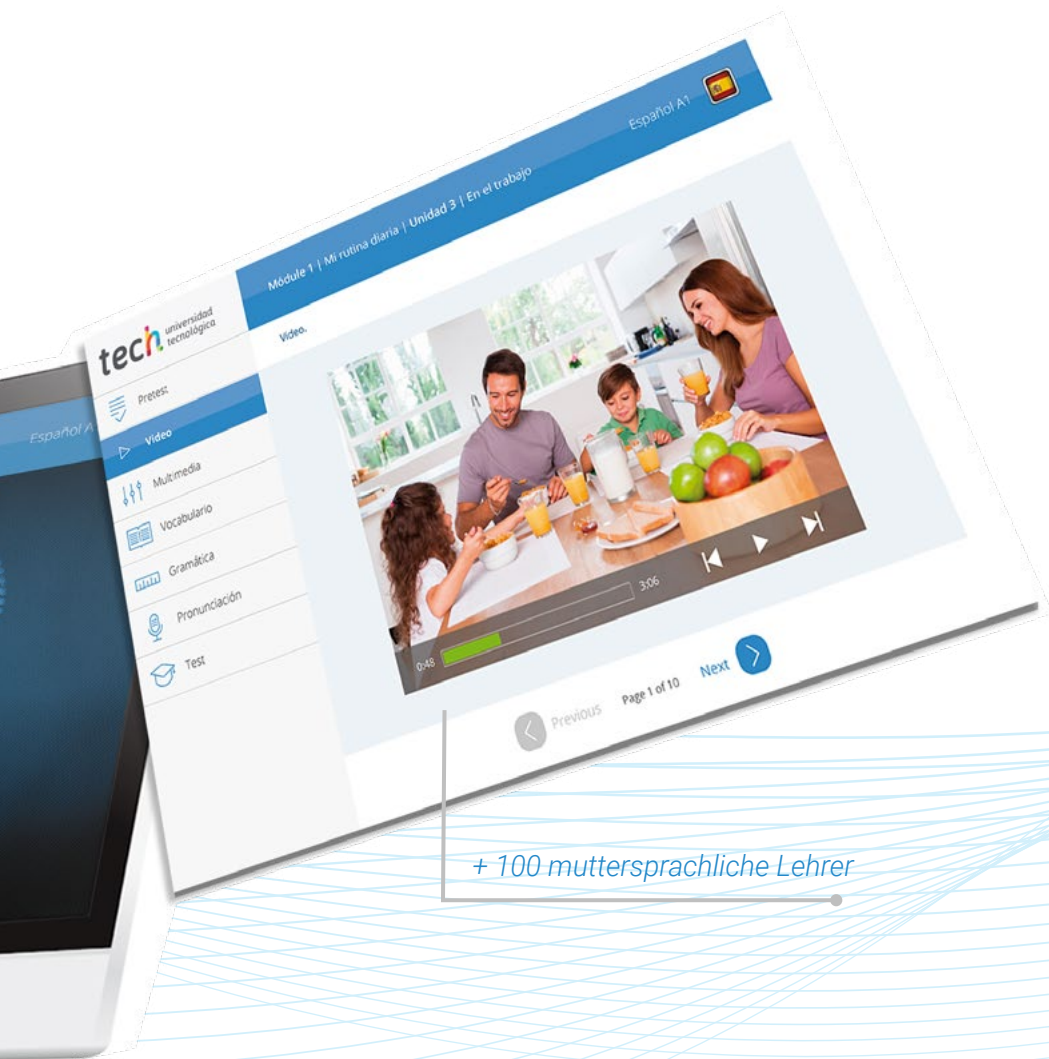 Español A1
Módule 1 | Mi rutina diaria | Unidad 3 | En el trabajo
tech universidad
tecnológica
Video.
Pretest
Video
Multimedia
Vocabulario
Gramática
Pronunciación
Test
0:48
3:06
Previous
Page 1 of 10
Next
Español A
+ 100 muttersprachliche Lehrer